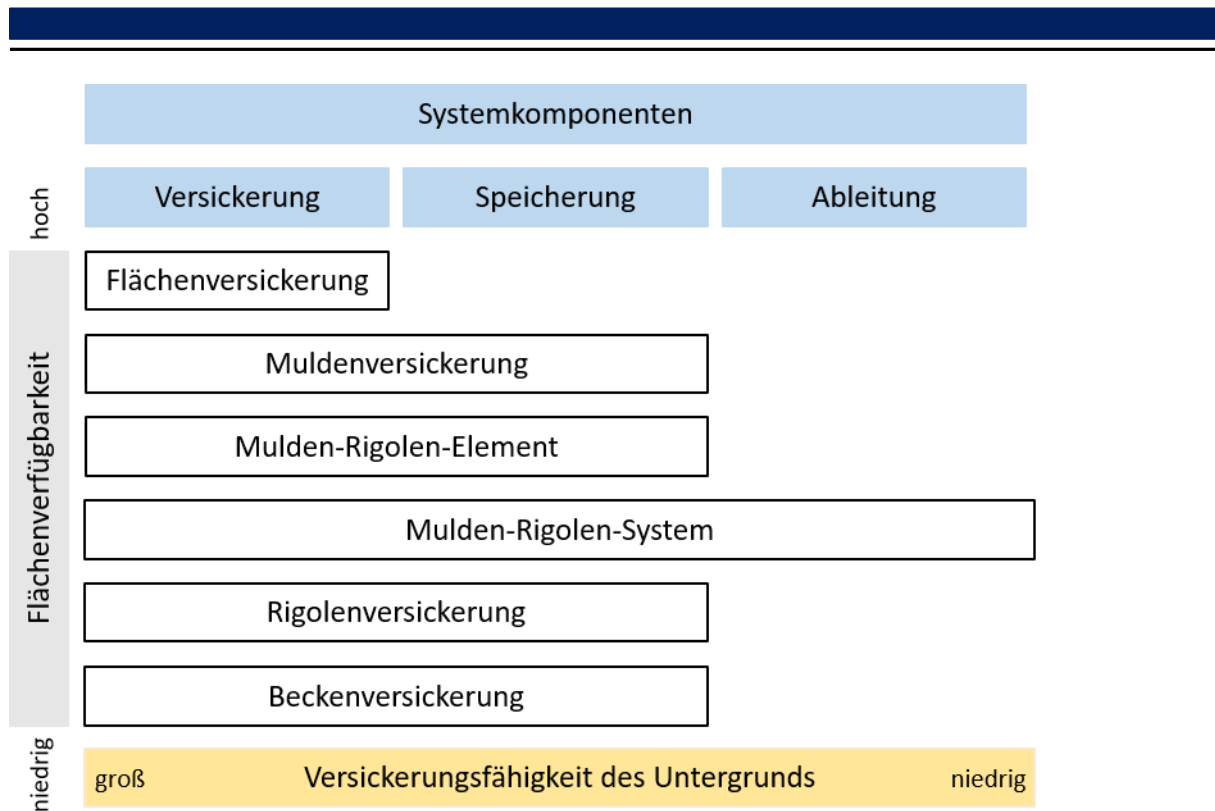 Systemkomponenten
hoch
Versickerung
Speicherung
Ableitung
Flächenverfügbarkeit
Flächenversickerung
Muldenversickerung
Mulden-Rigolen-Element
Mulden-Rigolen-System
Rigolenversickerung
Beckenversickerung
niedrig
groß
Versickerungsfähigkeit des Untergrunds
niedrig